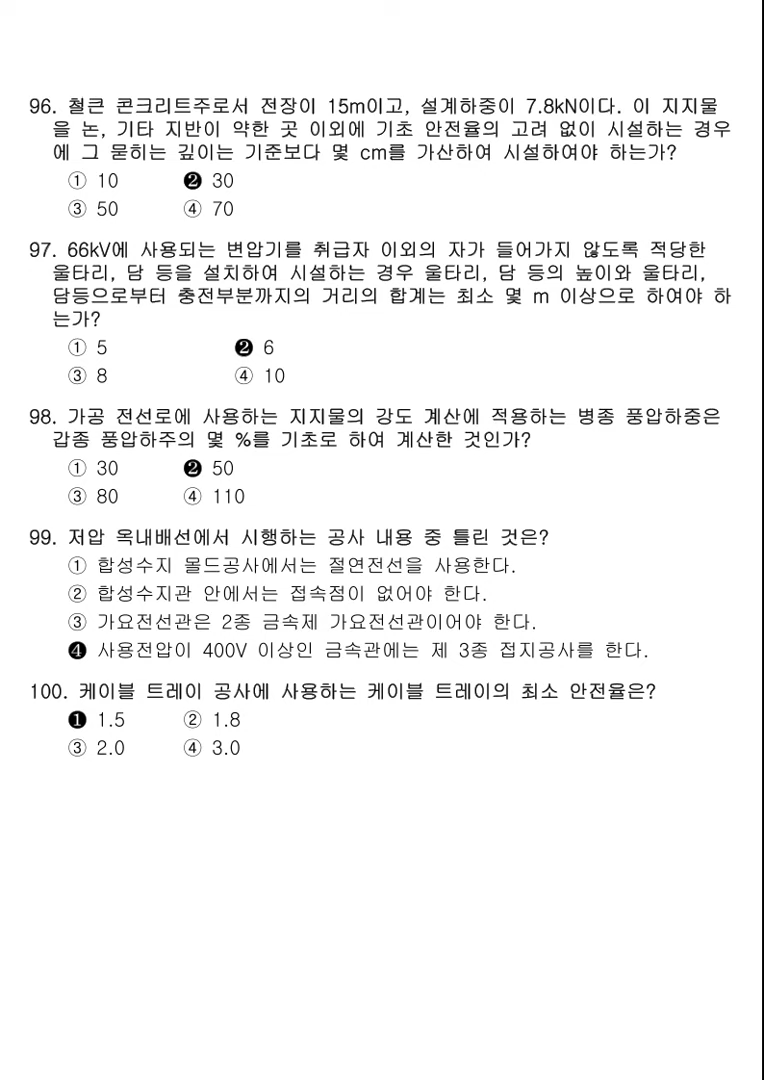 96. 철큰 콘크리트주로서 전장이 15m이고, 설계하중이 7.8kN이다. 이 지지물
을 논, 기타 지반이 약한 곳 이외에 기초 안전율의 고려 없이 시설하는 경우
에 그 묻히는 깊이는 기준보다 몇 cm를 가산하여 시설하여야 하는가?
① 10 ❷ 30
③ 50 ④ 70
97. 66kV에 사용되는 변압기를 취급자 이외의 자가 들어가지 않도록 적당한
울타리, 담 등을 설치하여 시설하는 경우 울타리, 담 등의 높이와 울타리,
담등으로부터 충전부분까지의 거리의 합계는 최소 몇 m 이상으로 하여야 하
는가?
① 5 ❷ 6
③ 8 ④ 10
98. 가공 전선로에 사용하는 지지물의 강도 계산에 적용하는 병종 풍압하중은
갑종 풍압하주의 몇 %를 기초로 하여 계산한 것인가?
① 30 ❷ 50
③ 80 ④ 110
99. 저압 옥내배선에서 시행하는 공사 내용 중 틀린 것은?
① 합성수지 몰드공사에서는 절연전선을 사용한다.
② 합성수지관 안에서는 접속점이 없어야 한다.
③ 가요전선관은 2종 금속제 가요전선관이어야 한다.
❹ 사용전압이 400V 이상인 금속관에는 제 3종 접지공사를 한다.
100. 케이블 트레이 공사에 사용하는 케이블 트레이의 최소 안전율은?
❶ 1.5 ② 1.8
③ 2.0 ④ 3.0